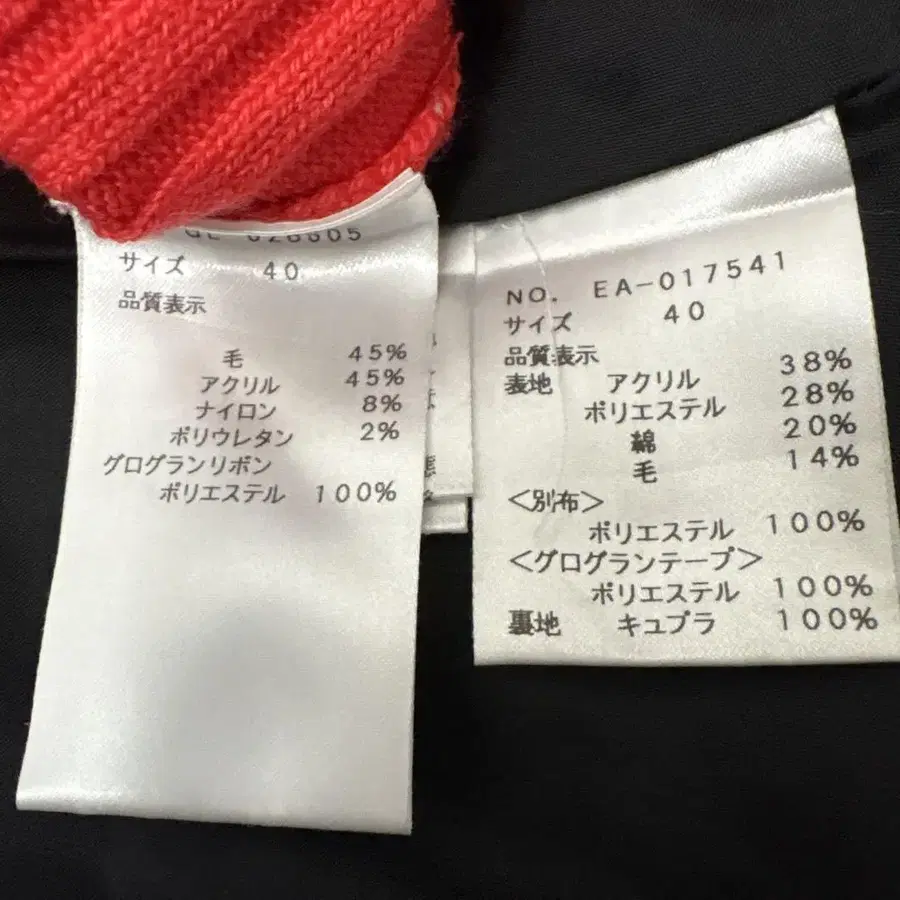 サイズ 40
品質表示
毛 45%
アクリル 45%
ナイロン 8%
ポリウレタン 2%
グログランリボン
ポリエステル 100%
NO. EA-017541
サイズ 40
品質表示
表地 アクリル 38%
ポリエステル 28%
綿 20%
毛 14%
<別布>
ポリエステル 100%
<グログランテープ>
ポリエステル 100%
裏地 キュプラ 100%